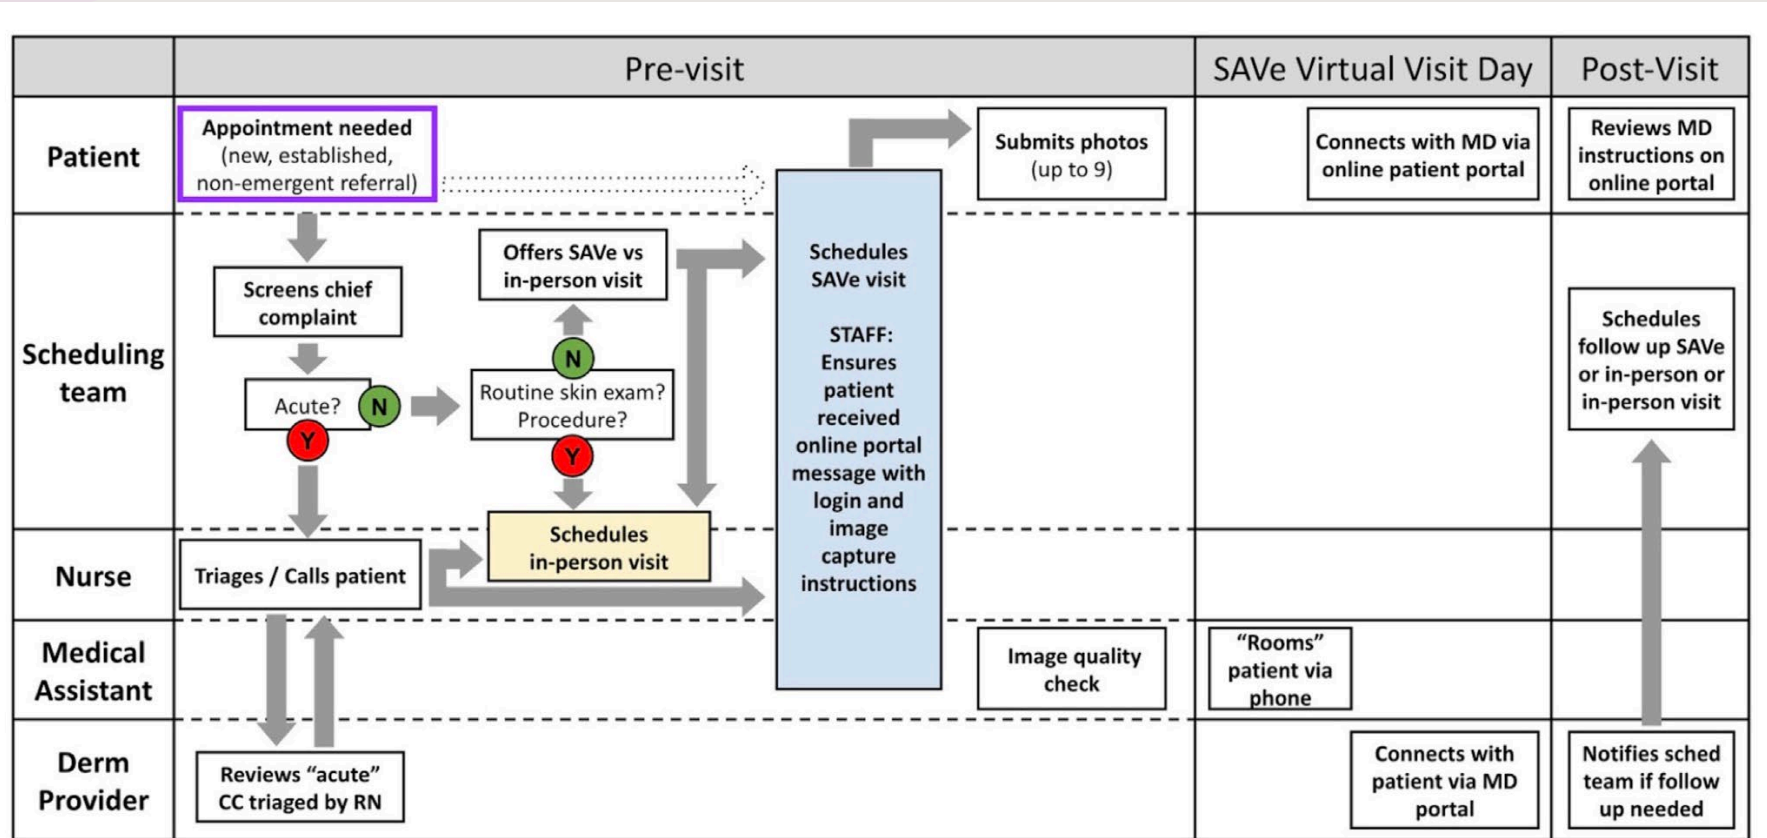 Pre-visit
SAVe Virtual Visit Day
Post-Visit
Patient
Appointment needed
(new, established,
non-emergent referral)
Submits photos
(up to 9)
Connects with MD via
online patient portal
Reviews MD
instructions on
online portal
Scheduling
team
Screens chief
complaint
Acute?
N
Y
Offers SAVe vs
in-person visit
N
Routine skin exam?
Procedure?
Y
Schedules
in-person visit
Schedules
SAVe visit
STAFF:
Ensures
patient
received
online portal
message with
login and
image
capture
instructions
Schedules
follow up SAVe
or in-person or
in-person visit
Nurse
Triages / Calls patient
Medical
Assistant
Image quality
check
“Rooms”
patient via
phone
Derm
Provider
Reviews “acute”
CC triaged by RN
Connects with
patient via MD
portal
Notifies sched
team if follow
up needed